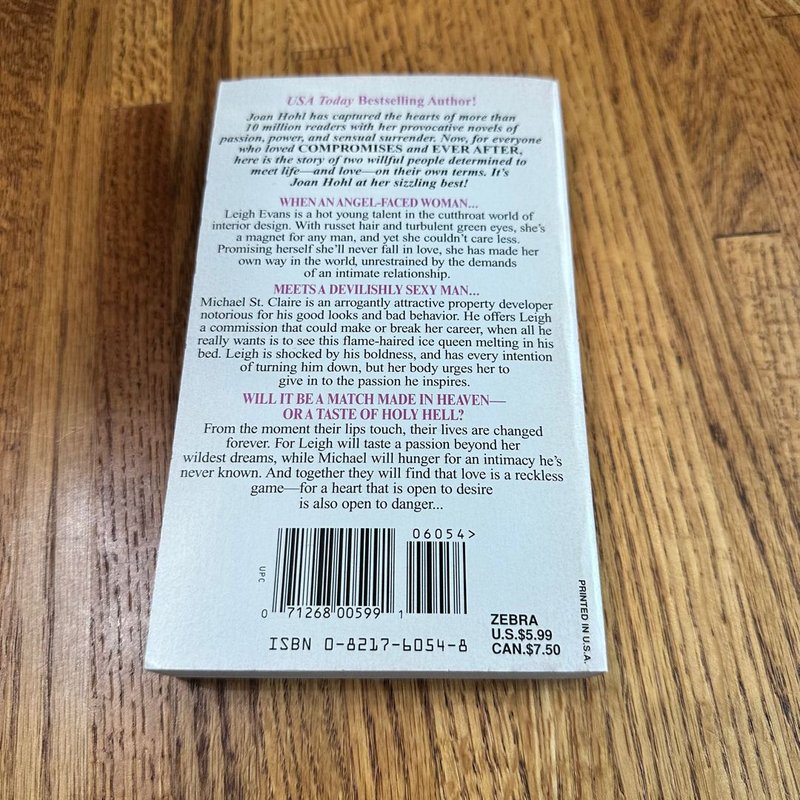 USA Today Bestselling Author!
Joan Hohl has captured the hearts of more than
10 million readers with her provocative novels of
passion, power, and sensual surrender. Now, for everyone
who loved COMPROMISES and EVER AFTER,
here is the story of two willful people determined to
meet life—and love—on their own terms. It's
Joan Hohl at her sizzling best!
WHEN AN ANGEL-FACED WOMAN...
Leigh Evans is a hot young talent in the cutthroat world of
interior design. With russet hair and turbulent green eyes, she's
a magnet for any man, and yet she couldn't care less.
Promising herself she'll never fall in love, she has made her
own way in the world, unrestrained by the demands
of an intimate relationship.
MEETS A DEVILISHLY SEXY MAN...
Michael St. Claire is an arrogantly attractive property developer
notorious for his good looks and bad behavior. He offers Leigh
a commission that could make or break her career, when all he
really wants is to see this flame-haired ice queen melting in his
bed. Leigh is shocked by his boldness, and has every intention
of turning him down, but her body urges her to
give in to the passion he inspires.
WILL IT BE A MATCH MADE IN HEAVEN—
OR A TASTE OF HOLY HELL?
From the moment their lips touch, their lives are changed
forever. For Leigh will taste a passion beyond her
wildest dreams, while Michael will hunger for an intimacy he's
never known. And together they will find that love is a reckless
game—for a heart that is open to desire
is also open to danger...
06054>
UPC
0 71268 00599 1
ISBN 0-8217-6054-8
ZEBRA
U.S.$5.99
CAN.$7.50
PRINTED IN U.S.A.